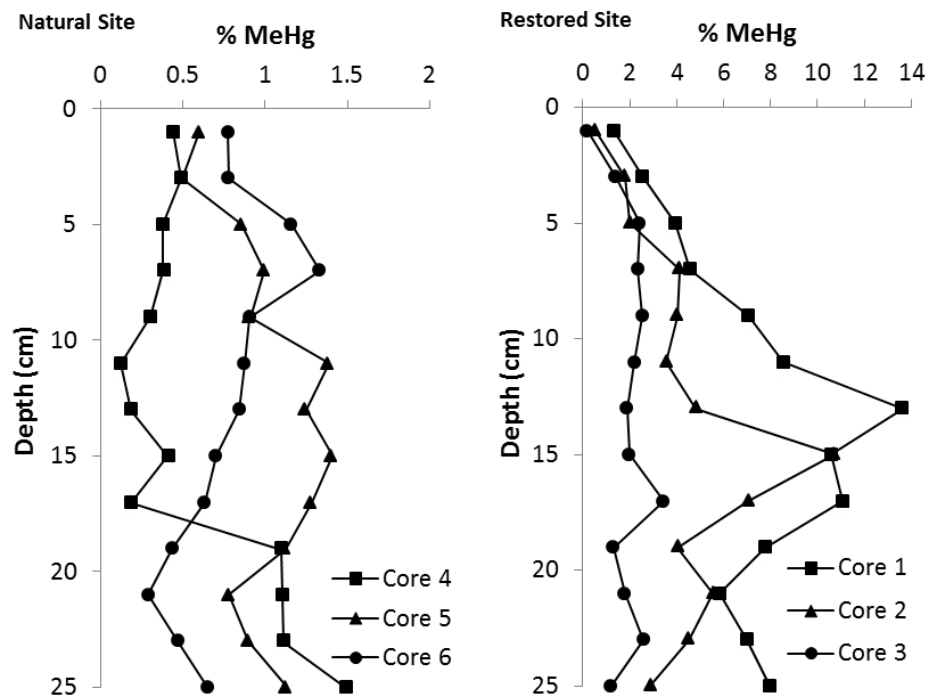 Natural Site
% MeHg
0 0.5 1 1.5 2
0
5
10
15
20
25
Depth (cm)
Core 4
Core 5
Core 6
Restored Site
% MeHg
0 2 4 6 8 10 12 14
0
5
10
15
20
25
Depth (cm)
Core 1
Core 2
Core 3